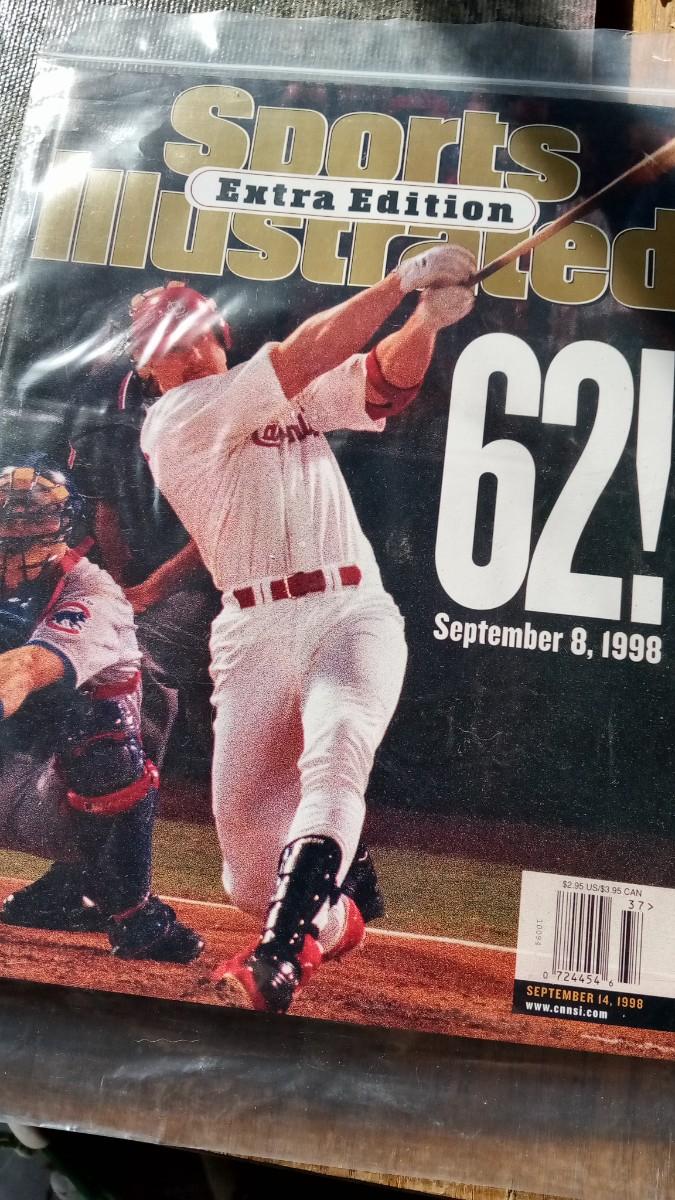 Sports
Extra Edition
Illustrated
62!
September 8, 1998
$2.95 US/$3.95 CAN
37>
0 724454 6
SEPTEMBER 14, 1998
www.cnnsi.com